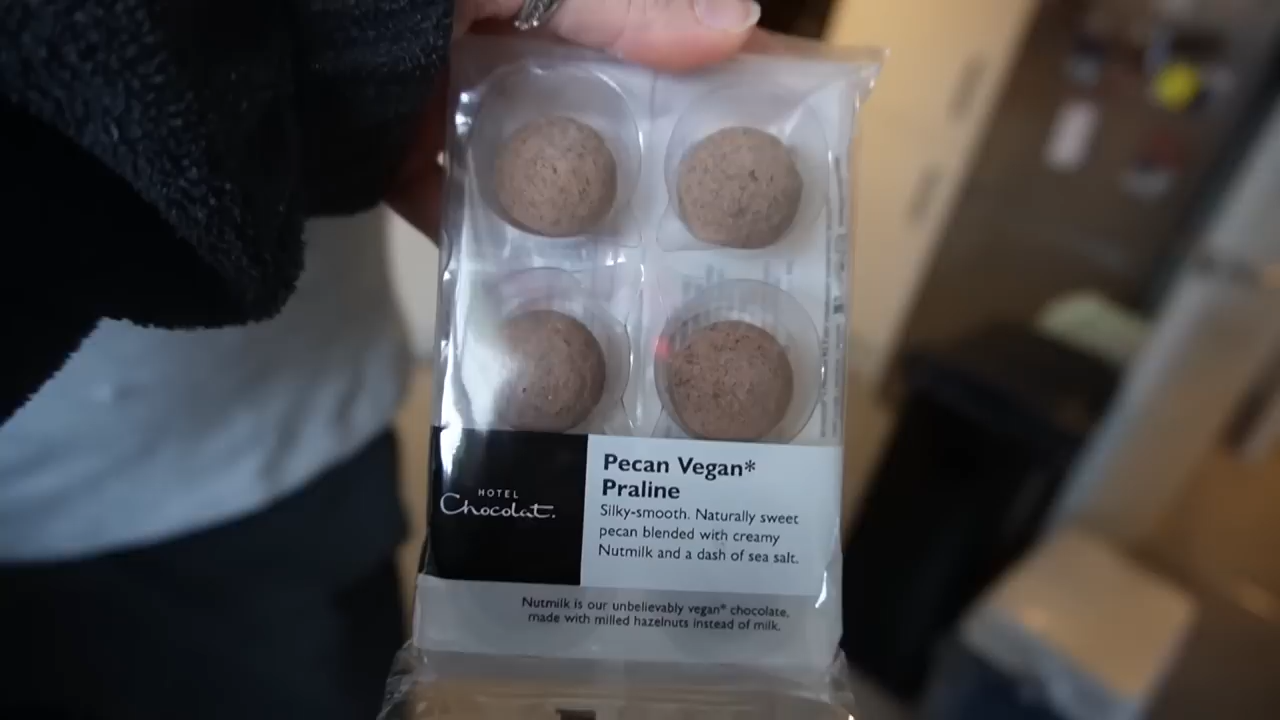 HOTEL
Chocolat.
Pecan Vegan*
Praline
Silky-smooth. Naturally sweet
pecan blended with creamy
Nutmilk and a dash of sea salt.
Nutmilk is our unbelievably vegan* chocolate,
made with milled hazelnuts instead of milk.